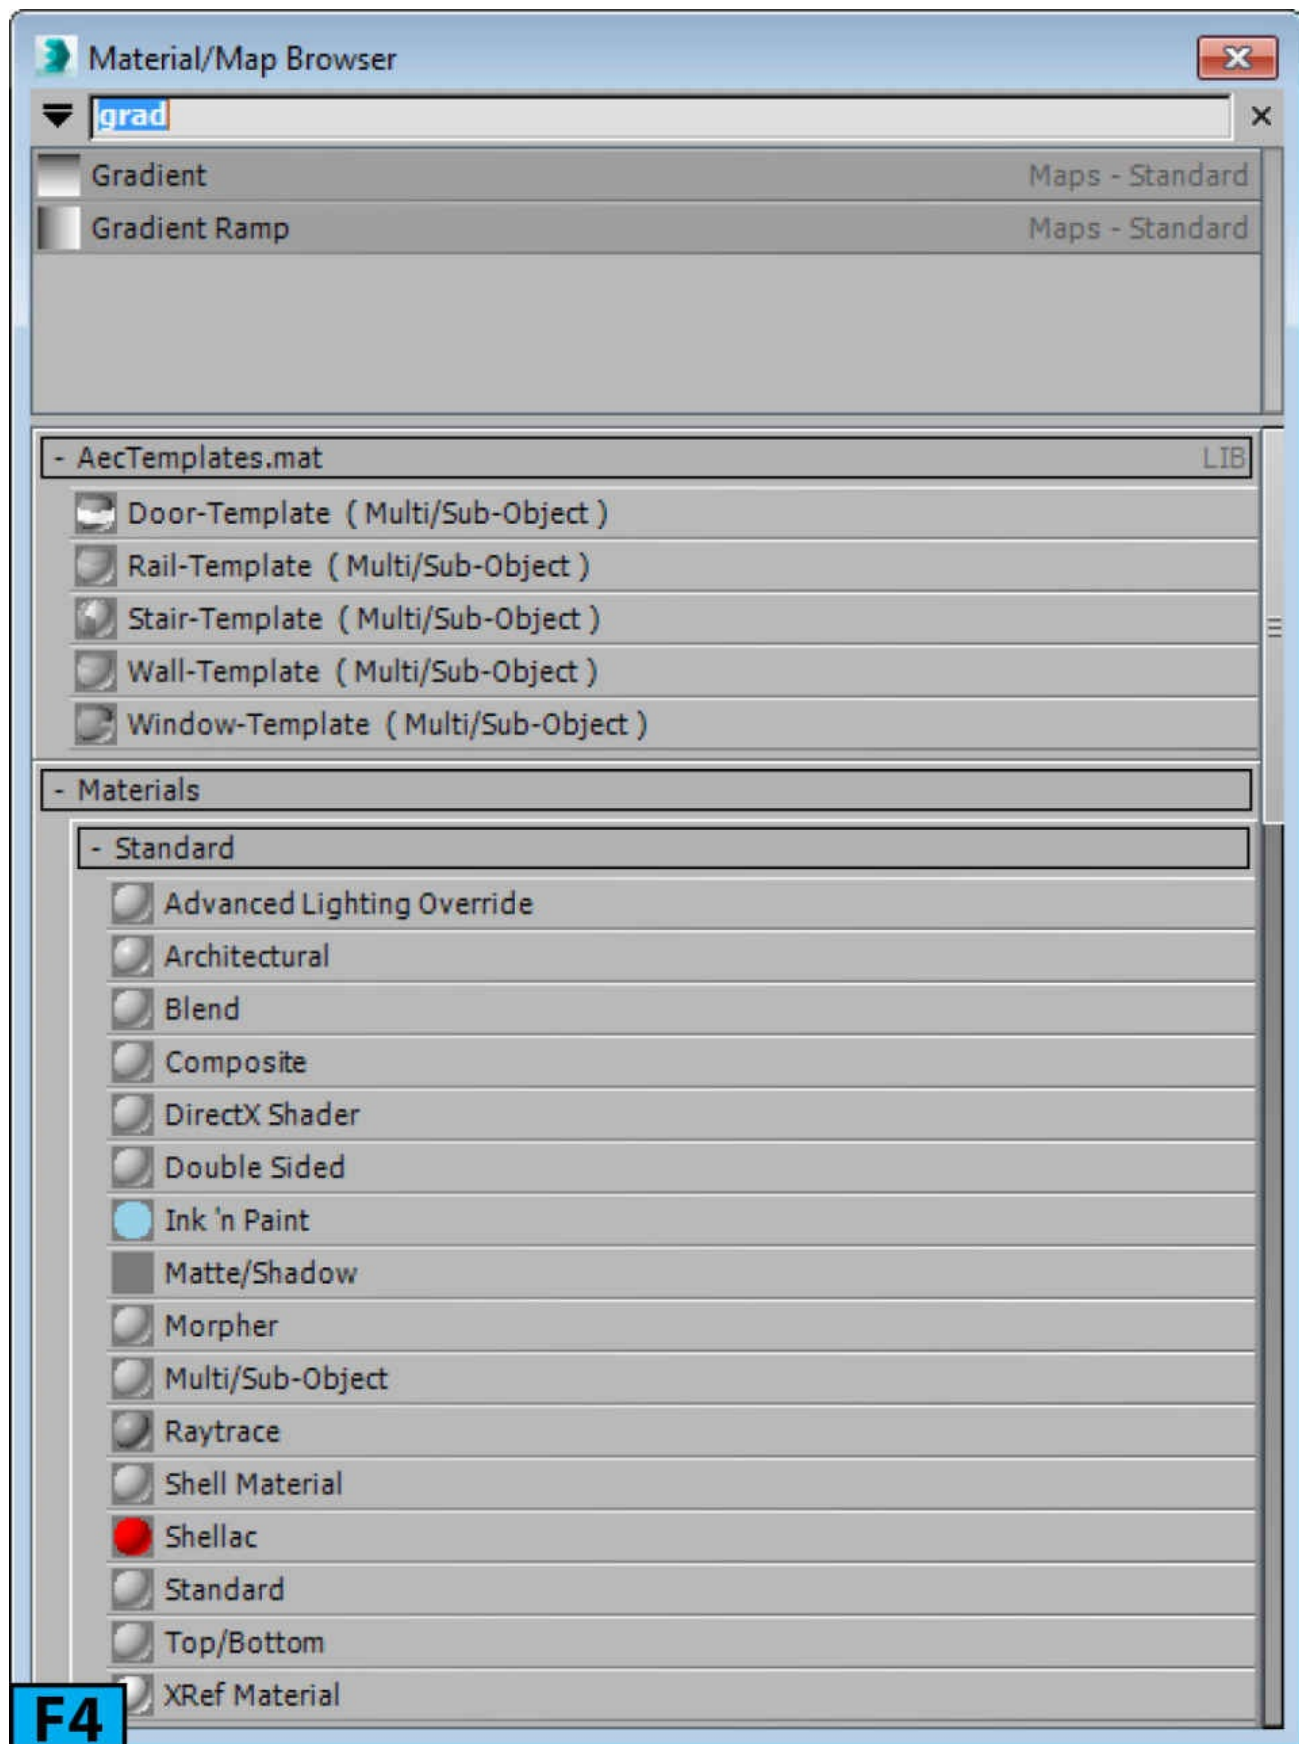 Material/Map Browser
grad
Gradient Maps - Standard
Gradient Ramp Maps - Standard
- AecTemplates.mat LIB
Door-Template ( Multi/Sub-Object )
Rail-Template ( Multi/Sub-Object )
Stair-Template ( Multi/Sub-Object )
Wall-Template ( Multi/Sub-Object )
Window-Template ( Multi/Sub-Object )
- Materials
- Standard
Advanced Lighting Override
Architectural
Blend
Composite
DirectX Shader
Double Sided
Ink 'n Paint
Matte/Shadow
Morpher
Multi/Sub-Object
Raytrace
Shell Material
Shellac
Standard
Top/Bottom
XRef Material
F4